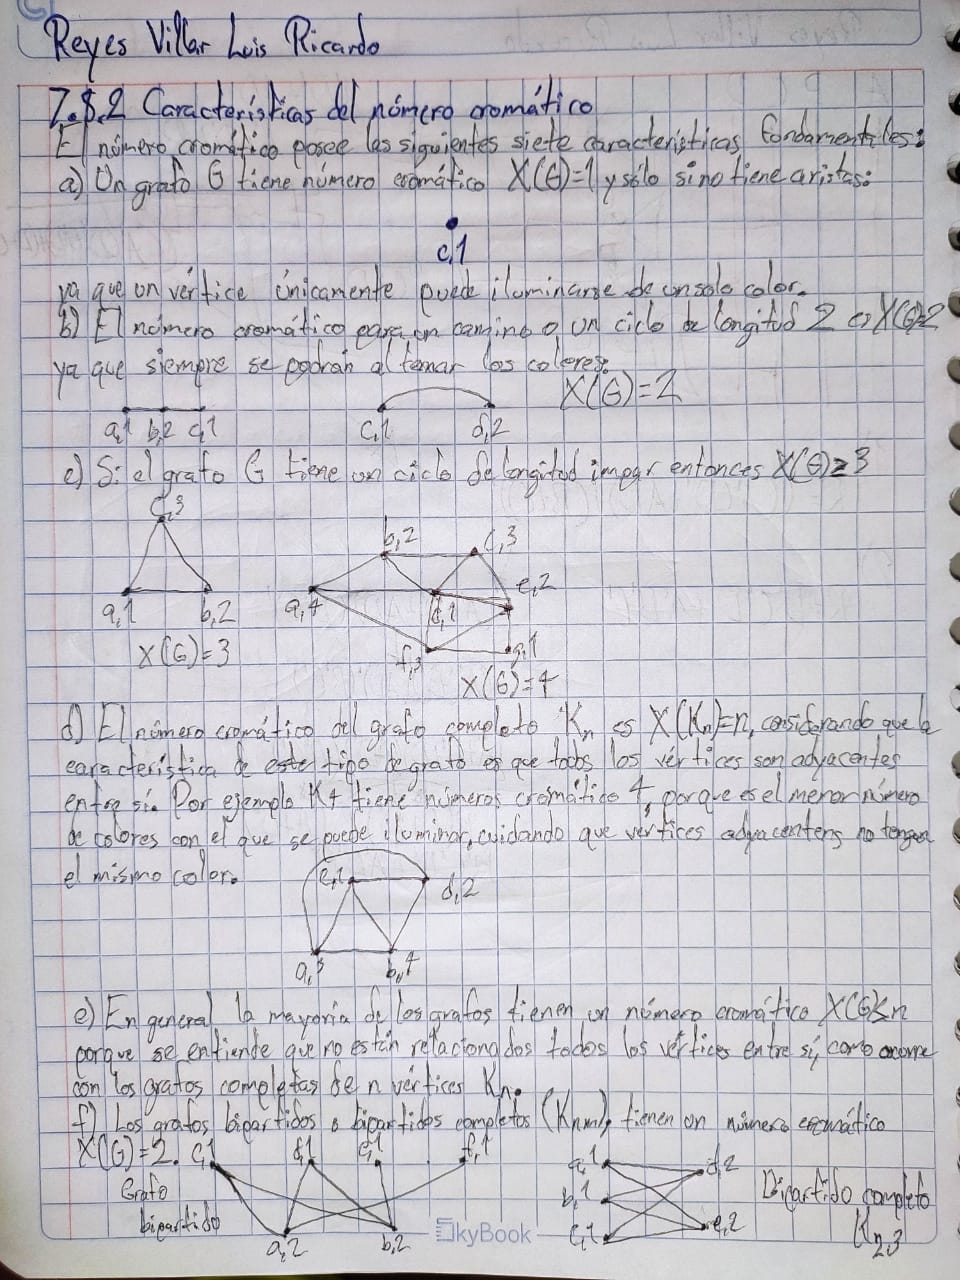 Reyes Villar Luis Ricardo
7.8.2 Características del número cromático
El número cromático posee las siguientes siete características fundamentales:
a) Un grafo G tiene número cromático X(G)=1 y sólo si no tiene aristas:
c,1
ya que un vértice únicamente puede iluminarse de un solo color.
b) El número cromático para un camino o un ciclo de longitud 2 es X(G)=2
ya que siempre se podrán alternar los colores:
X(G)=2
a,1 b,2 c,1 c,1 d,2
c) Si el grafo G tiene un ciclo de longitud impar entonces X(G)≥3
c,3
b,2 c,3
a,1 b,2 a,4 d,1 e,2
X(G)=3 f,3 g,1
X(G)=4
d) El número cromático del grafo completo Kn es X(Kn)=n, considerando que la
característica de este tipo de grafo es que todos los vértices son adyacentes
entre sí. Por ejemplo K4 tiene números cromático 4, porque es el menor número
de colores con el que se puede iluminar, cuidando que vértices adyacentes no tengan
el mismo color.
c,1 d,2
a,3 b,4
e) En general la mayoría de los grafos tienen un número cromático X(G)≤n
porque se entiende que no están relacionados todos los vértices entre sí, como ocurre
con los grafos completas de n vértices Kn.
f) Los grafos bipartidos o bipartidos completos (Knm), tienen un número cromático
X(G)=2. c,1 d,1 e,1 f,1 a,1 d,2
Grafo
bipartido b,1 Bipartido completo
a,2 b,2 c,1 e,2 K2,3
SkyBook